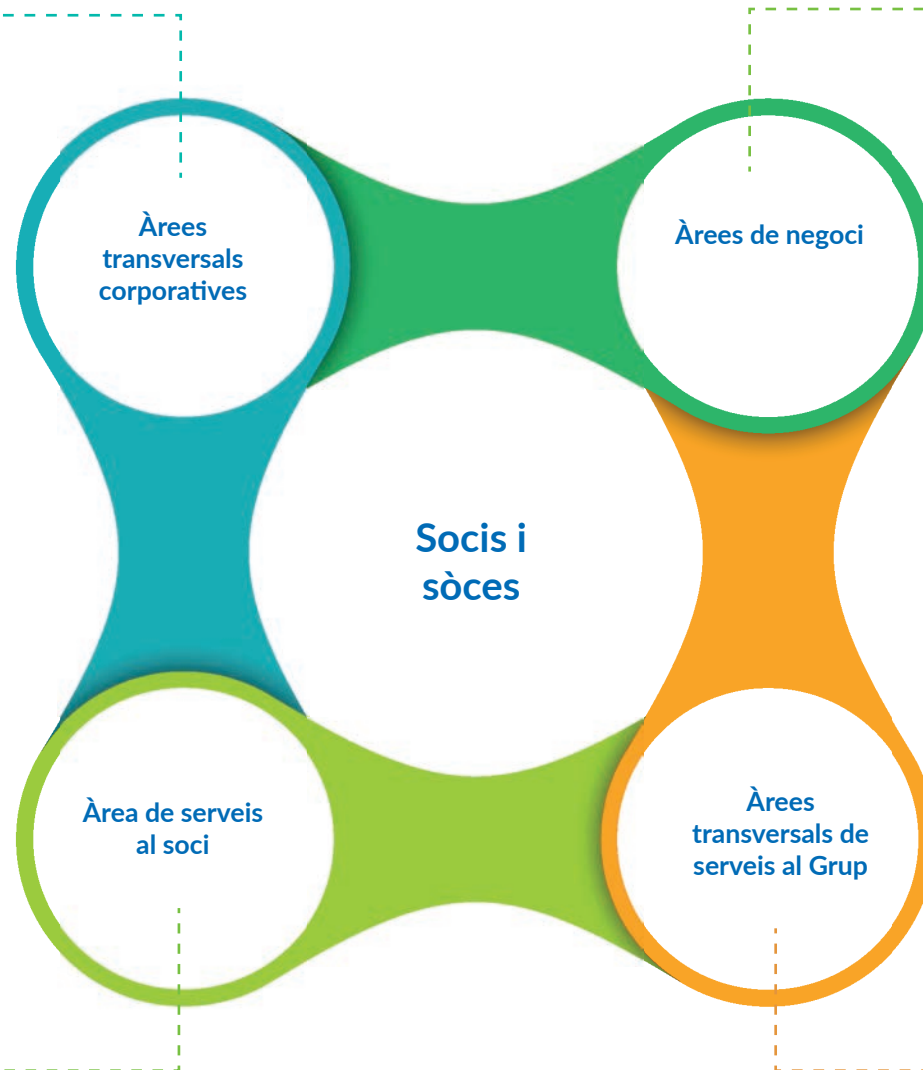 Àrees
transversals
corporatives
Àrees de negoci
Socis i
sòces
Àrea de serveis
al soci
Àrees
transversals de
serveis al Grup